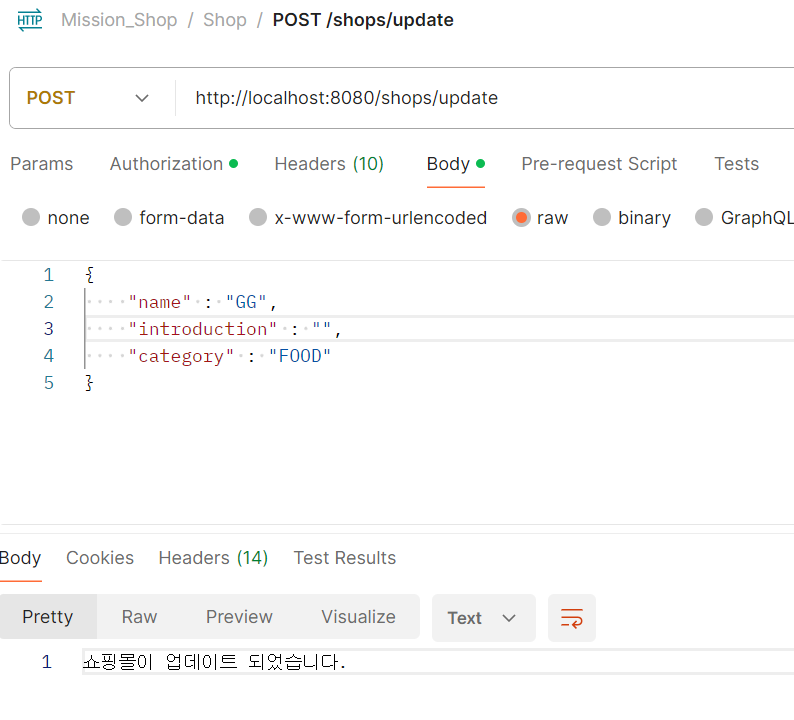 HTTP Mission_Shop / Shop / POST /shops/update
POST http://localhost:8080/shops/update
Params Authorization Headers (10) Body Pre-request Script Tests
none form-data x-www-form-urlencoded raw binary GraphQL
1 {
2 "name" : "GG",
3 "introduction" : "",
4 "category" : "FOOD"
5 }
Body Cookies Headers (14) Test Results
Pretty Raw Preview Visualize Text
1 쇼핑몰이 업데이트 되었습니다.